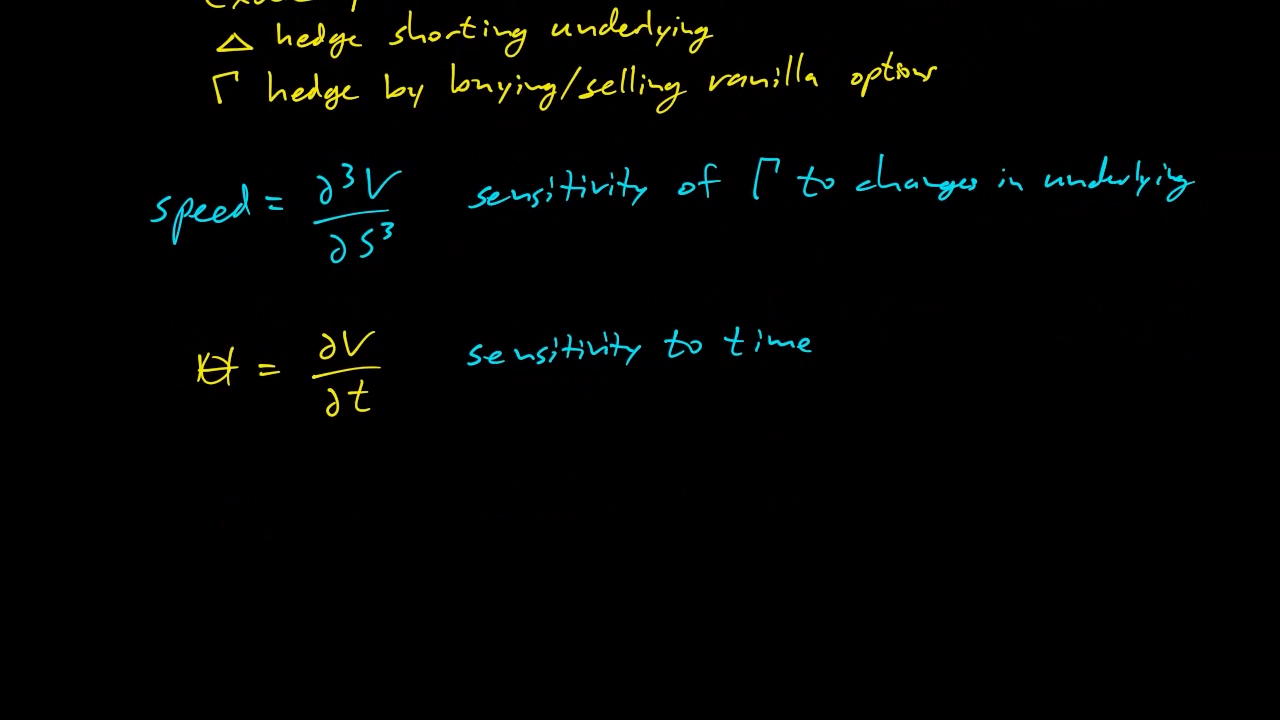 Δ hedge shorting underlying
Γ hedge by buying/selling vanilla options
speed = ∂³V/∂S³ sensitivity of Γ to changes in underlying
Θ = ∂V/∂t sensitivity to time